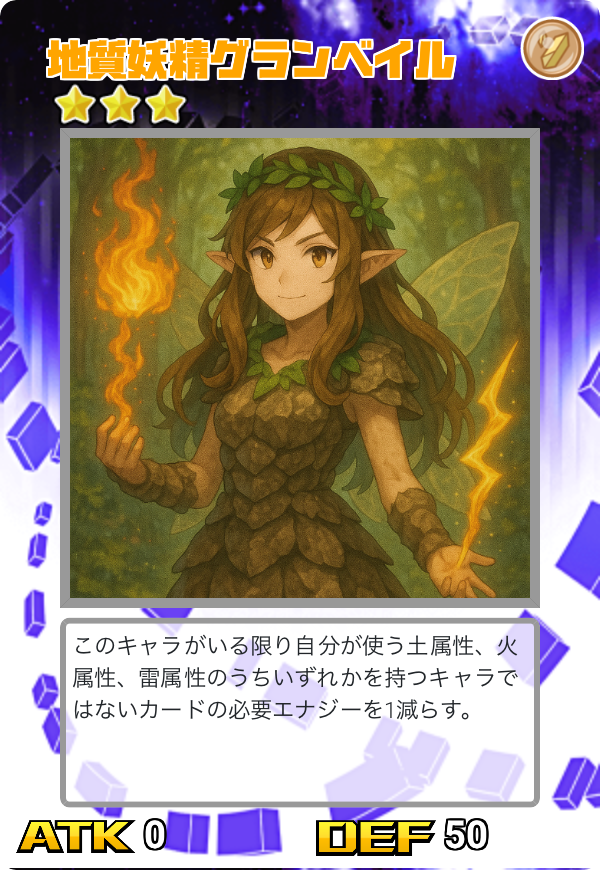 地質妖精グランベイル
このキャラがいる限り自分が使う土属性、火
属性、雷属性のうちいずれかを持つキャラで
はないカードの必要エナジーを1減らす。
ATK 0 DEF 50